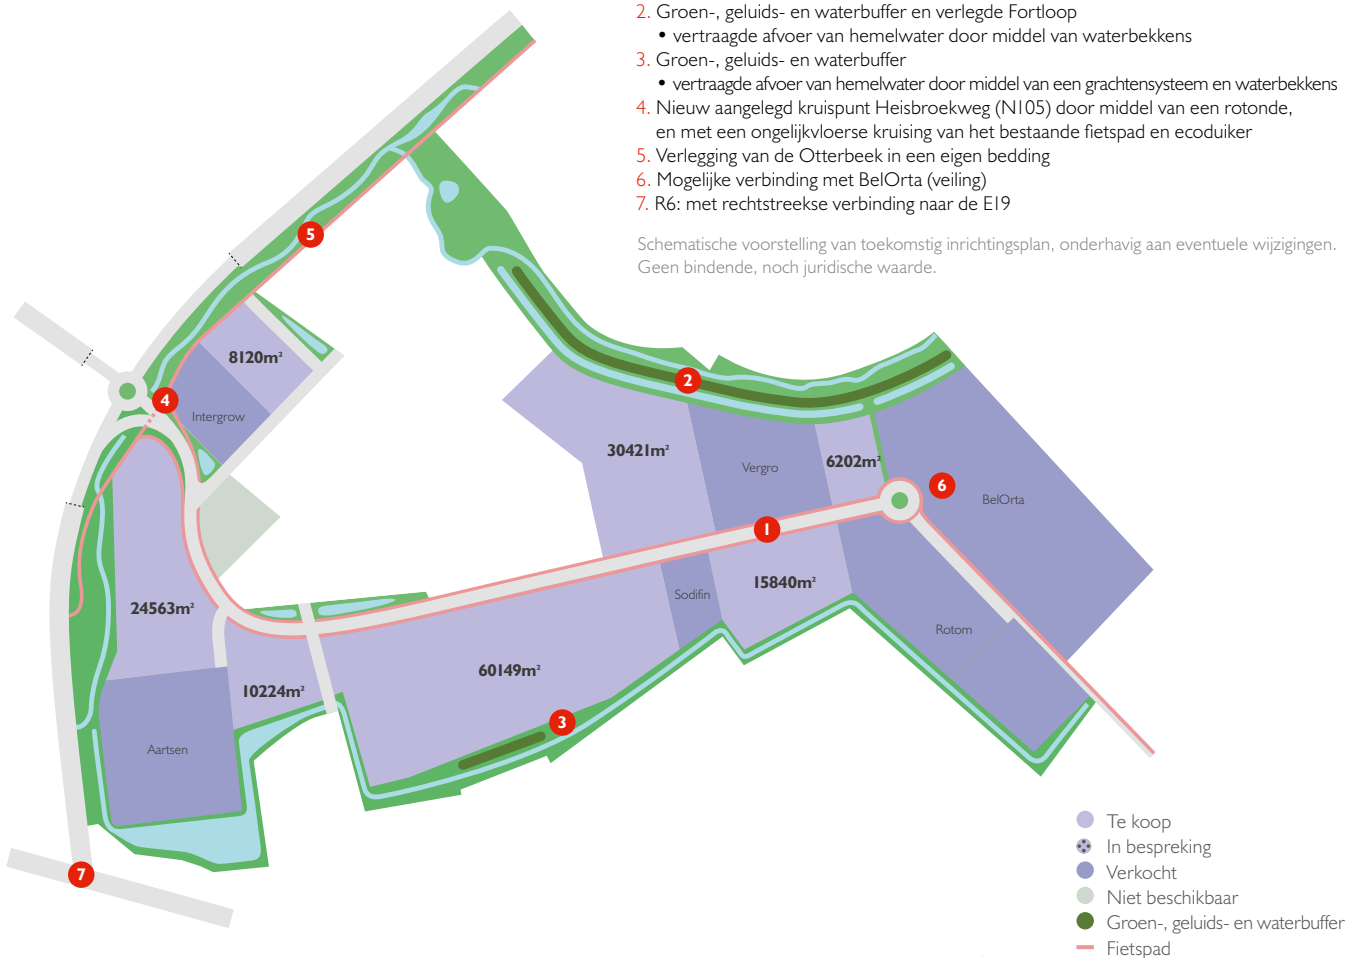 2. Groen-, geluids- en waterbuffer en verlegde Fortloop
• vertraagde afvoer van hemelwater door middel van waterbekkens
3. Groen-, geluids- en waterbuffer
• vertraagde afvoer van hemelwater door middel van een grachtensysteem en waterbekkens
4. Nieuw aangelegd kruispunt Heisbroekweg (N105) door middel van een rotonde,
en met een ongelijkvloerse kruising van het bestaande fietspad en ecoduiker
5. Verlegging van de Otterbeek in een eigen bedding
6. Mogelijke verbinding met BelOrta (veiling)
7. R6: met rechtstreekse verbinding naar de E19
Schematische voorstelling van toekomstig inrichtingsplan, onderhavig aan eventuele wijzigingen.
Geen bindende, noch juridische waarde.
5
8120m²
2
4
Intergrow
30421m²
Vergro
6202m²
6
BelOrta
1
15840m²
Sodifin
24563m²
Rotom
60149m²
10224m²
3
Aartsen
7
Te koop
In bespreking
Verkocht
Niet beschikbaar
Groen-, geluids- en waterbuffer
Fietspad